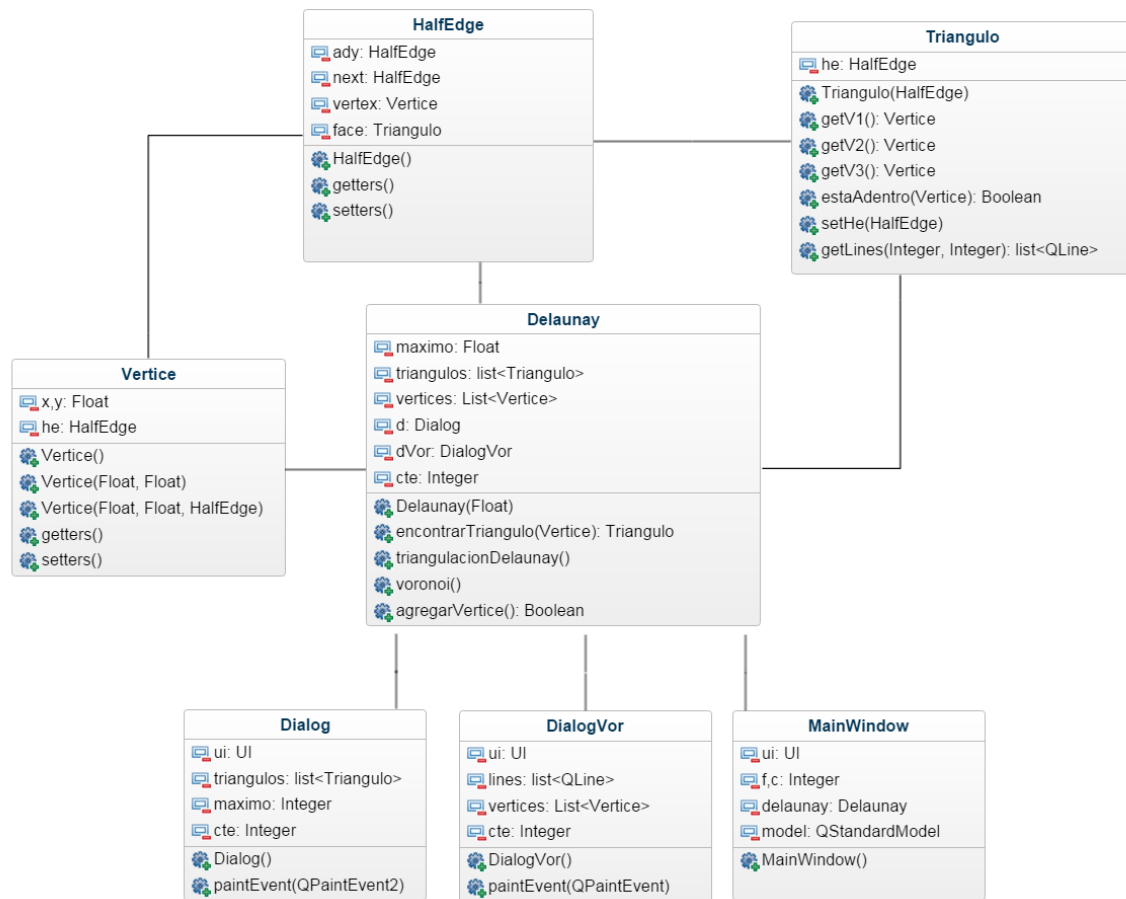 HalfEdge
ady: HalfEdge
next: HalfEdge
vertex: Vertice
face: Triangulo
HalfEdge()
getters()
setters()
Triangulo
he: HalfEdge
Triangulo(HalfEdge)
getV1(): Vertice
getV2(): Vertice
getV3(): Vertice
estaAdentro(Vertice): Boolean
setHe(HalfEdge)
getLines(Integer, Integer): list<QLine>
Vertice
x,y: Float
he: HalfEdge
Vertice()
Vertice(Float, Float)
Vertice(Float, Float, HalfEdge)
getters()
setters()
Delaunay
maximo: Float
triangulos: list<Triangulo>
vertices: List<Vertice>
d: Dialog
dVor: DialogVor
cte: Integer
Delaunay(Float)
encontrarTriangulo(Vertice): Triangulo
triangulacionDelaunay()
voronoi()
agregarVertice(): Boolean
Dialog
ui: UI
triangulos: list<Triangulo>
maximo: Integer
cte: Integer
Dialog()
paintEvent(QPaintEvent2)
DialogVor
ui: UI
lines: list<QLine>
vertices: List<Vertice>
cte: Integer
DialogVor()
paintEvent(QPaintEvent)
MainWindow
ui: UI
f,c: Integer
delaunay: Delaunay
model: QStandardModel
MainWindow()